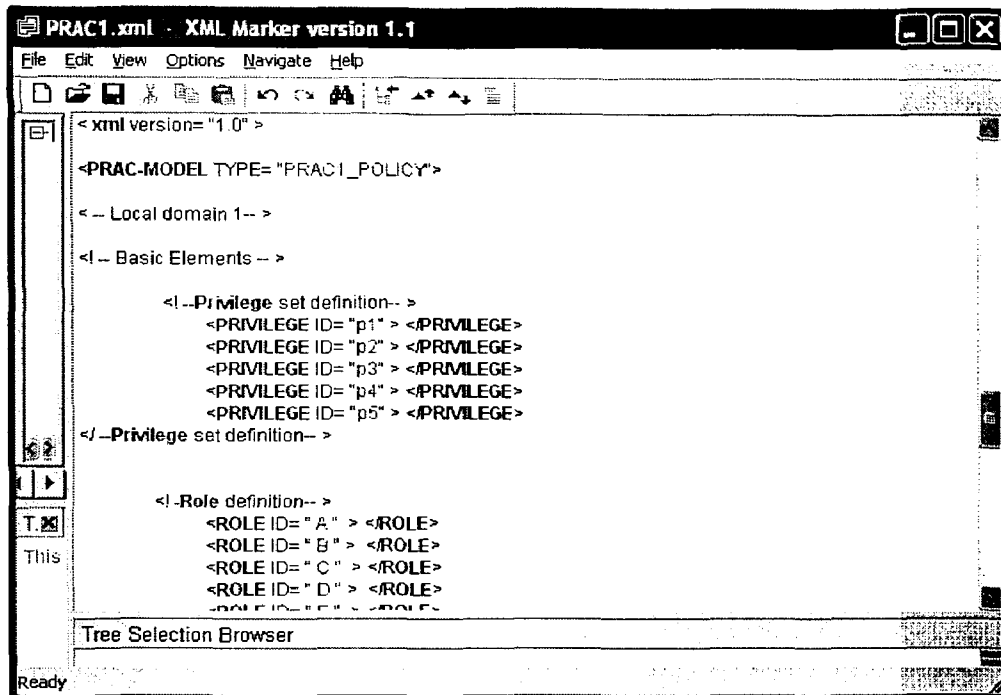 PRAC1.xml - XML Marker version 1.1
File Edit View Options Navigate Help
< xml version= "1.0" >
<PRAC-MODEL TYPE= "PRAC1_POLICY">
< -- Local domain 1-- >
<! -- Basic Elements -- >
<! --Privilege set definition-- >
<PRIVILEGE ID= "p1" > </PRIVILEGE>
<PRIVILEGE ID= "p2" > </PRIVILEGE>
<PRIVILEGE ID= "p3" > </PRIVILEGE>
<PRIVILEGE ID= "p4" > </PRIVILEGE>
<PRIVILEGE ID= "p5" > </PRIVILEGE>
</ --Privilege set definition-- >
<! -Role definition-- >
<ROLE ID= " A " > </ROLE>
<ROLE ID= " B " > </ROLE>
<ROLE ID= " C " > </ROLE>
<ROLE ID= " D " > </ROLE>
T.
This
Tree Selection Browser
Ready